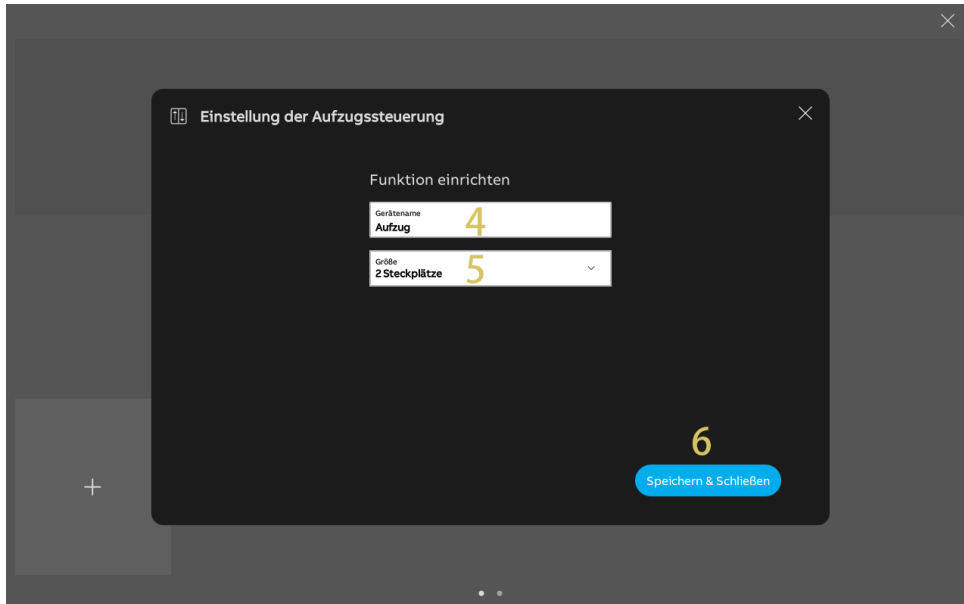 Einstellung der Aufzugssteuerung
Funktion einrichten
Gerätename
Aufzug
4
Größe
2 Steckplätze
5
6
Speichern & Schließen